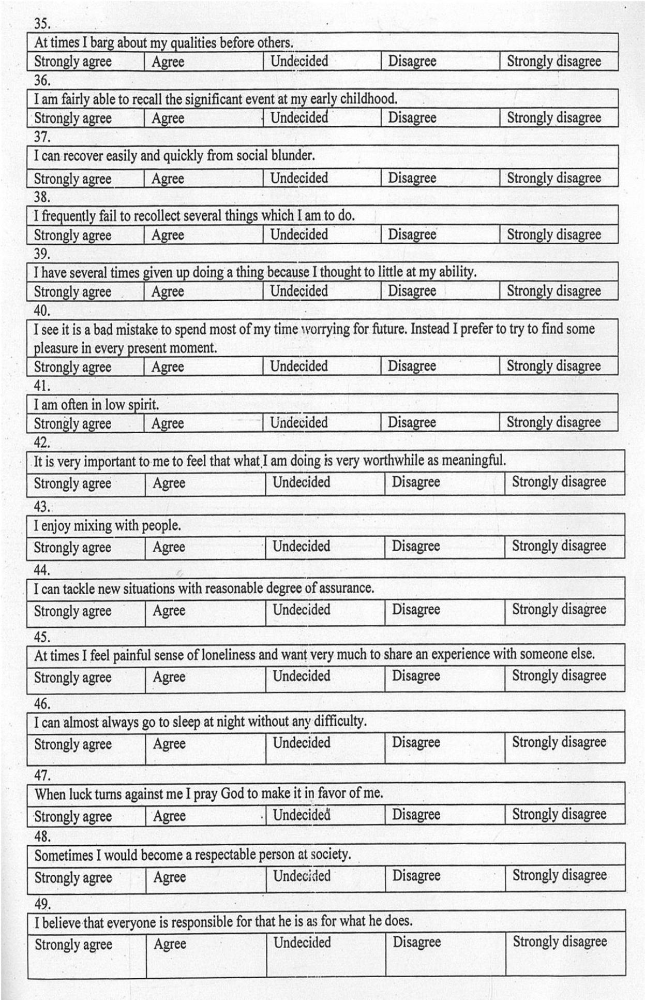 35.
At times I barg about my qualities before others.
Strongly agree Agree Undecided Disagree Strongly disagree
36.
I am fairly able to recall the significant event at my early childhood.
Strongly agree Agree Undecided Disagree Strongly disagree
37.
I can recover easily and quickly from social blunder.
Strongly agree Agree Undecided Disagree Strongly disagree
38.
I frequently fail to recollect several things which I am to do.
Strongly agree Agree Undecided Disagree Strongly disagree
39.
I have several times given up doing a thing because I thought to little at my ability.
Strongly agree Agree Undecided Disagree Strongly disagree
40.
I see it is a bad mistake to spend most of my time worrying for future. Instead I prefer to try to find some
pleasure in every present moment.
Strongly agree Agree Undecided Disagree Strongly disagree
41.
I am often in low spirit.
Strongly agree Agree Undecided Disagree Strongly disagree
42.
It is very important to me to feel that what I am doing is very worthwhile as meaningful.
Strongly agree Agree Undecided Disagree Strongly disagree
43.
I enjoy mixing with people.
Strongly agree Agree Undecided Disagree Strongly disagree
44.
I can tackle new situations with reasonable degree of assurance.
Strongly agree Agree Undecided Disagree Strongly disagree
45.
At times I feel painful sense of loneliness and want very much to share an experience with someone else.
Strongly agree Agree Undecided Disagree Strongly disagree
46.
I can almost always go to sleep at night without any difficulty.
Strongly agree Agree Undecided Disagree Strongly disagree
47.
When luck turns against me I pray God to make it in favor of me.
Strongly agree Agree Undecided Disagree Strongly disagree
48.
Sometimes I would become a respectable person at society.
Strongly agree Agree Undecided Disagree Strongly disagree
49.
I believe that everyone is responsible for that he is as for what he does.
Strongly agree Agree Undecided Disagree Strongly disagree